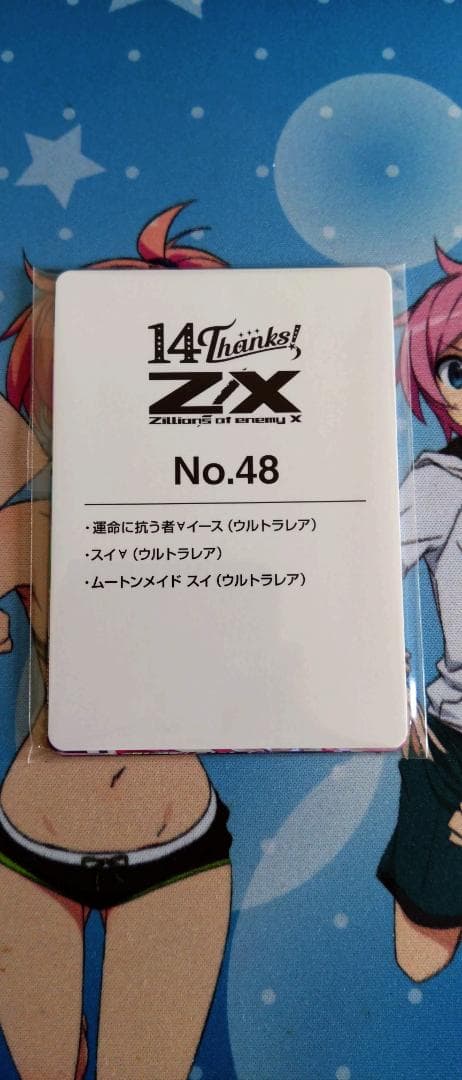 14 Thanks!
Z/X
Zillions of enemy X
No.48
・運命に抗う者∀イース（ウルトラレア）
・スイ∀（ウルトラレア）
・ムートンメイド スイ（ウルトラレア）